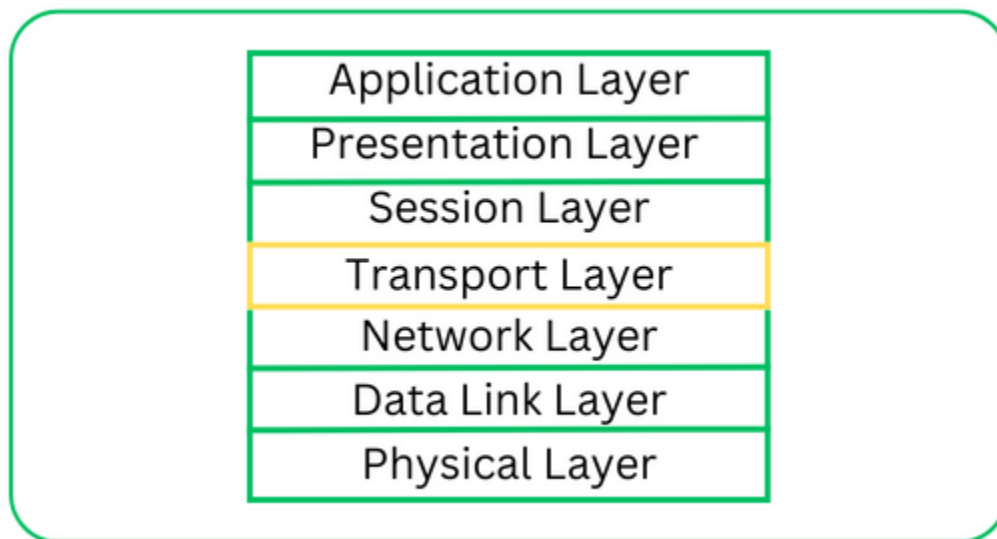 Application Layer
Presentation Layer
Session Layer
Transport Layer
Network Layer
Data Link Layer
Physical Layer